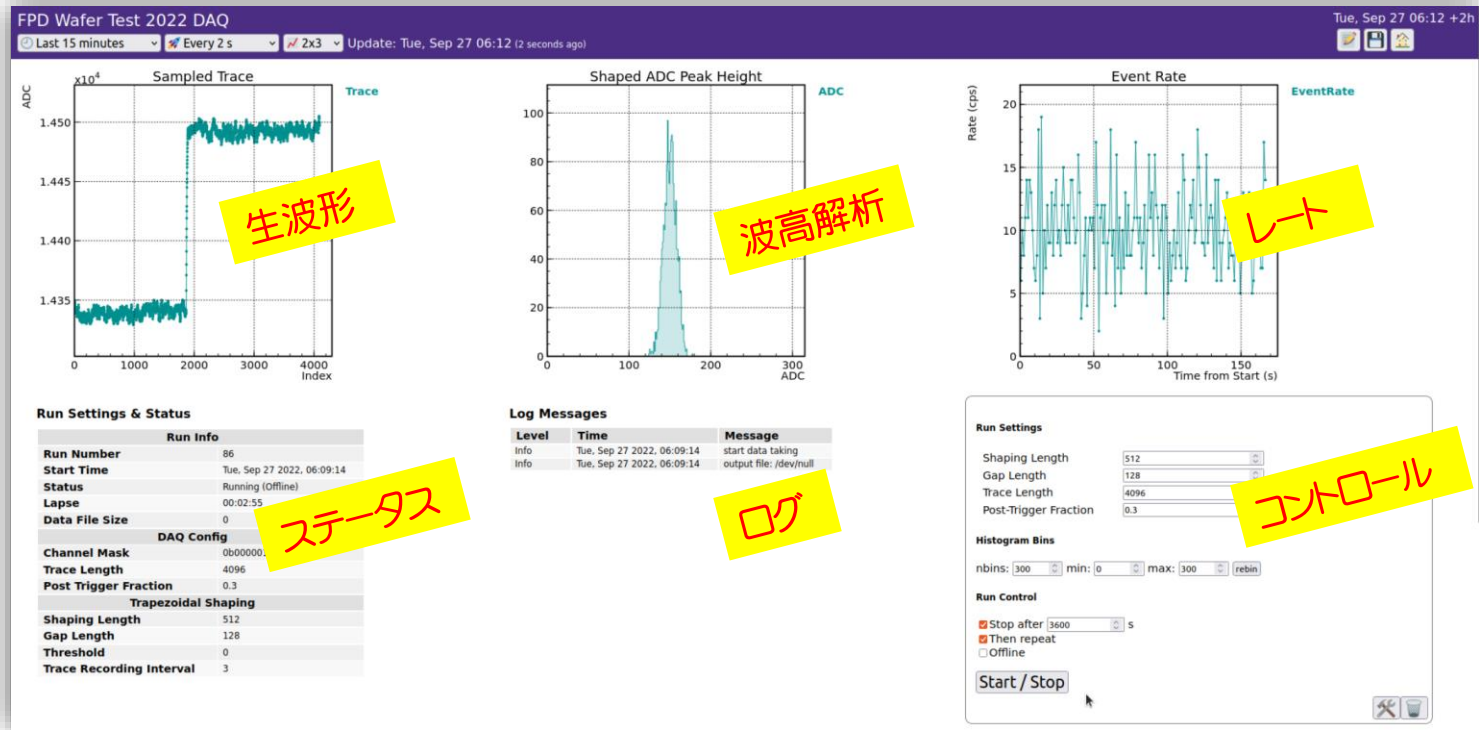 FPD Wafer Test 2022 DAQ
Tue, Sep 27 06:12 +2h
Last 15 minutes Every 2 s 2x3 Update: Tue, Sep 27 06:12 (2 seconds ago)
Sampled Trace
x10⁴
ADC
Trace
1.450
1.445
1.440
1.435
0 1000 2000 3000 4000
Index
生波形
Shaped ADC Peak Height
ADC
100
80
60
40
20
0
0 100 200 300
ADC
波高解析
Event Rate
Rate (cps)
EventRate
20
15
10
5
0
0 50 100 150
Time from Start (s)
レート
Run Settings & Status
Run Info
Run Number 86
Start Time Tue, Sep 27 2022, 06:09:14
Status Running (Offline)
Lapse 00:02:55
Data File Size 0
DAQ Config
Channel Mask
Trace Length 4096
Post Trigger Fraction 0.3
Trapezoidal Shaping
Shaping Length 512
Gap Length 128
Threshold 0
Trace Recording Interval 3
ステータス
Log Messages
Level Time Message
Info Tue, Sep 27 2022, 06:09:14 start data taking
Info Tue, Sep 27 2022, 06:09:14 output file: /dev/null
ログ
Run Settings
Shaping Length 512
Gap Length 128
Trace Length 4096
Post-Trigger Fraction 0.3
コントロール
Histogram Bins
nbins: 300 min: 0 max: 300 rebin
Run Control
Stop after 3600 s
Then repeat
Offline
Start / Stop